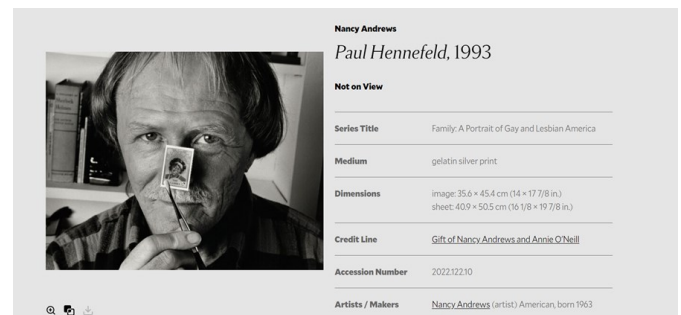 Nancy Andrews
Paul Hennefeld, 1993
Not on View
Series Title Family: A Portrait of Gay and Lesbian America
Medium gelatin silver print
Dimensions image: 35.6 × 45.4 cm (14 × 17 7/8 in.)
sheet: 40.9 × 50.5 cm (16 1/8 × 19 7/8 in.)
Credit Line Gift of Nancy Andrews and Annie O'Neill
Accession Number 2022.122.10
Artists / Makers Nancy Andrews (artist) American, born 1963